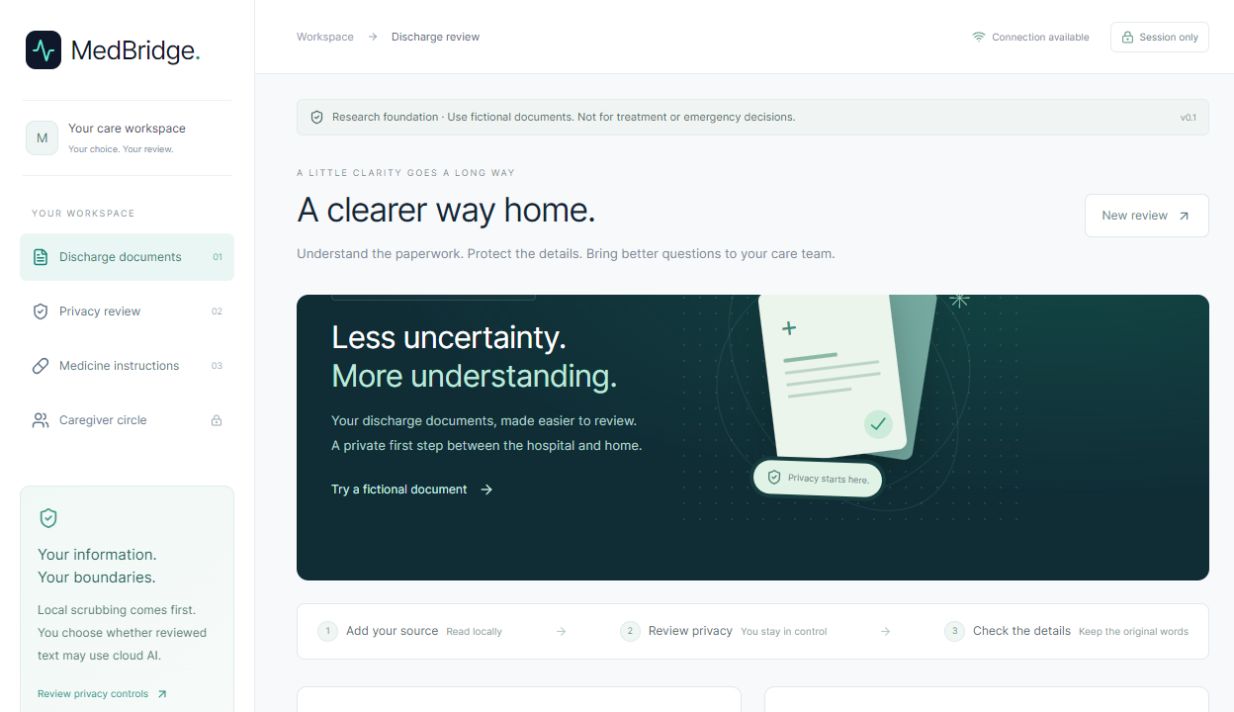 MedBridge.
M
Your care workspace
Your choice. Your review.
YOUR WORKSPACE
Discharge documents 01
Privacy review 02
Medicine instructions 03
Caregiver circle
Your information.
Your boundaries.
Local scrubbing comes first.
You choose whether reviewed
text may use cloud AI.
Review privacy controls
Workspace → Discharge review
Connection available
Session only
Research foundation · Use fictional documents. Not for treatment or emergency decisions. v0.1
A LITTLE CLARITY GOES A LONG WAY
A clearer way home.
New review
Understand the paperwork. Protect the details. Bring better questions to your care team.
Less uncertainty.
More understanding.
Your discharge documents, made easier to review.
A private first step between the hospital and home.
Try a fictional document →
Privacy starts here.
1 Add your source Read locally → 2 Review privacy You stay in control → 3 Check the details Keep the original words